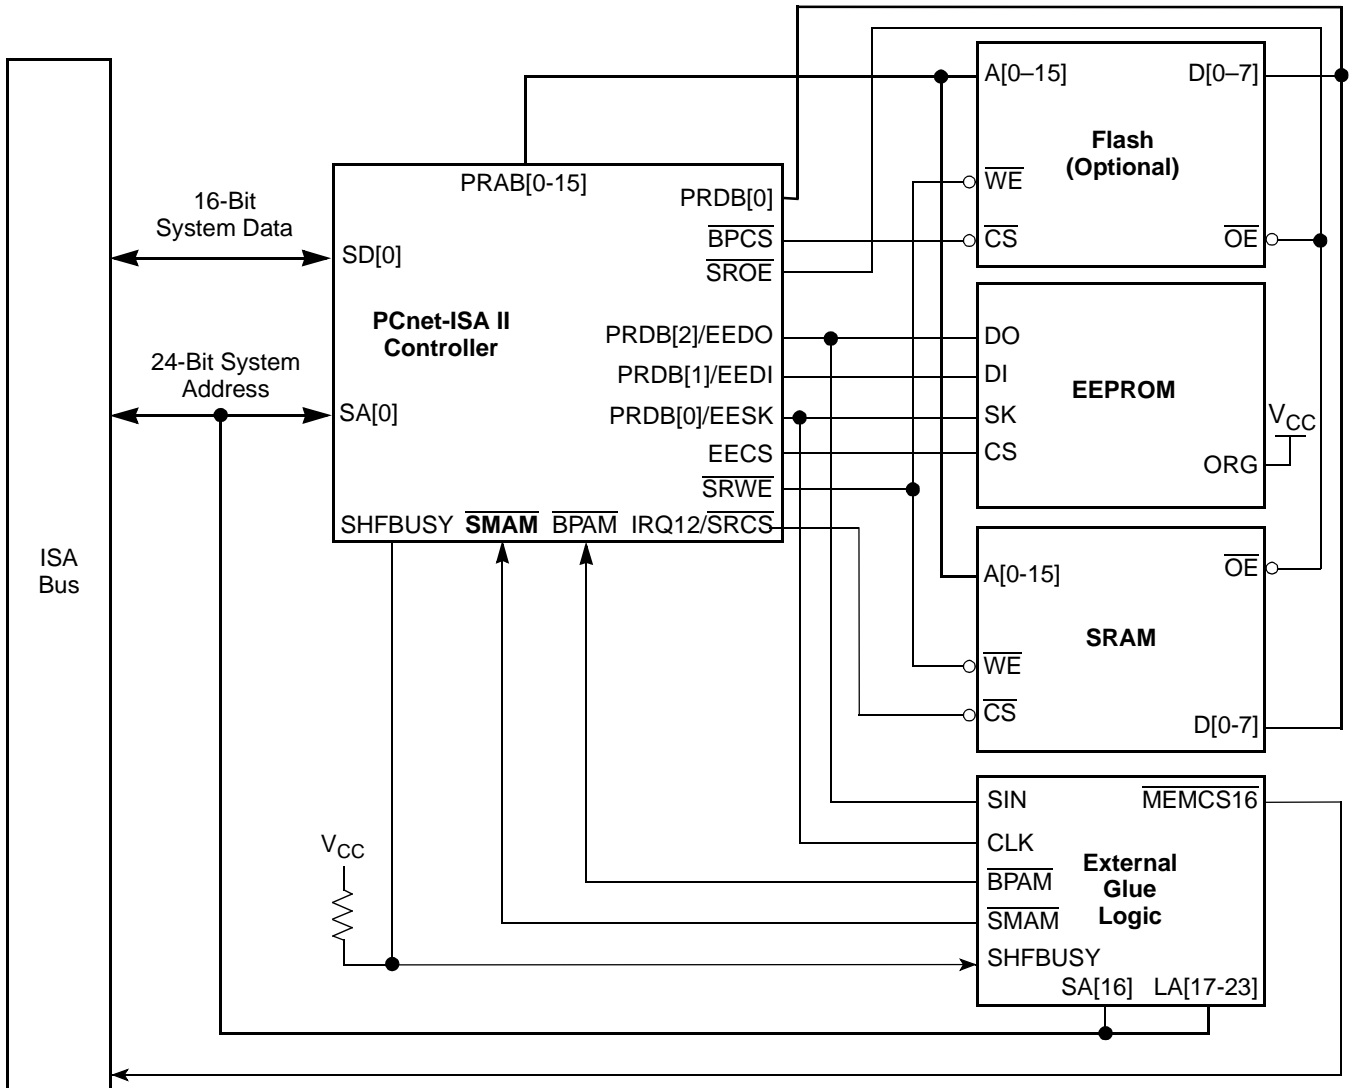 ISA
Bus
16-Bit
System Data
24-Bit System
Address
PRAB[0-15]
PRDB[0]
BPCS
SROE
SD[0]
PCnet-ISA II
Controller
PRDB[2]/EEDO
PRDB[1]/EEDI
SA[0]
PRDB[0]/EESK
EECS
SRWE
SHFBUSY SMAM BPAM IRQ12/SRCS
A[0–15] D[0–7]
Flash
(Optional)
WE
CS OE
DO
DI
EEPROM
SK
CS
VCC
ORG
A[0-15] OE
SRAM
WE
CS
D[0-7]
SIN MEMCS16
CLK
External
Glue
Logic
BPAM
SMAM
SHFBUSY
SA[16] LA[17-23]
VCC